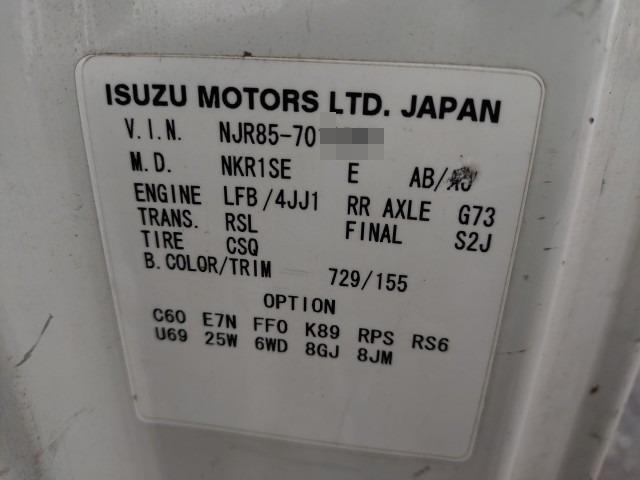 ISUZU MOTORS LTD. JAPAN
V.I.N. NJR85-70
M.D. NKR1SE E AB/
ENGINE LFB/4JJ1 RR AXLE G73
TRANS. RSL FINAL S2J
TIRE CSQ
B.COLOR/TRIM 729/155
OPTION
C60 E7N FF0 K89 RPS RS6
U69 25W 6WD 8GJ 8JM